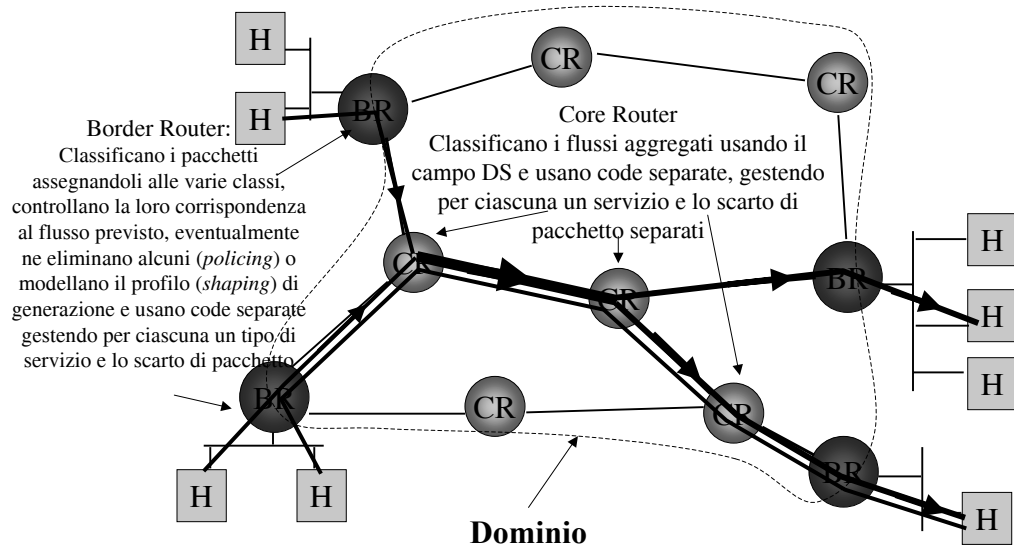 H
CR
CR
H
BR
Border Router:
Classificano i pacchetti
assegnandoli alle varie classi,
controllano la loro corrispondenza
al flusso previsto, eventualmente
ne eliminano alcuni (policing) o
modellano il profilo (shaping) di
generazione e usano code separate
gestendo per ciascuna un tipo di
servizio e lo scarto di pacchetto
Core Router
Classificano i flussi aggregati usando il
campo DS e usano code separate, gestendo
per ciascuna un servizio e lo scarto di
pacchetto separati
H
CR
CR
BR
H
H
BR
CR
CR
BR
H
H
H
Dominio